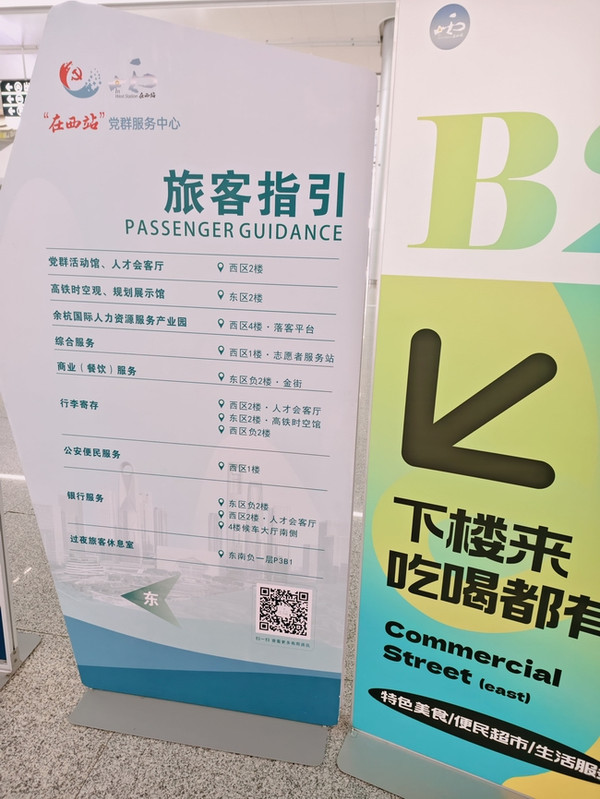 “在西站”党群服务中心
旅客指引
PASSENGER GUIDANCE
党群活动馆、人才会客厅 西区2楼
高铁时空观、规划展示馆 东区2楼
余杭国际人力资源服务产业园 西区4楼·落客平台
综合服务 西区1楼·志愿者服务站
商业（餐饮）服务 东区负2楼·金街
行李寄存 西区2楼·人才会客厅
东区2楼·高铁时空馆
西区负2楼
公安便民服务 西区1楼
银行服务 东区负2楼
西区2楼·人才会客厅
4楼候车大厅南侧
过夜旅客休息室 东南负一层P3B1
东
B2
下楼来
吃喝都有
Commercial
Street (east)
特色美食/便民超市/生活服